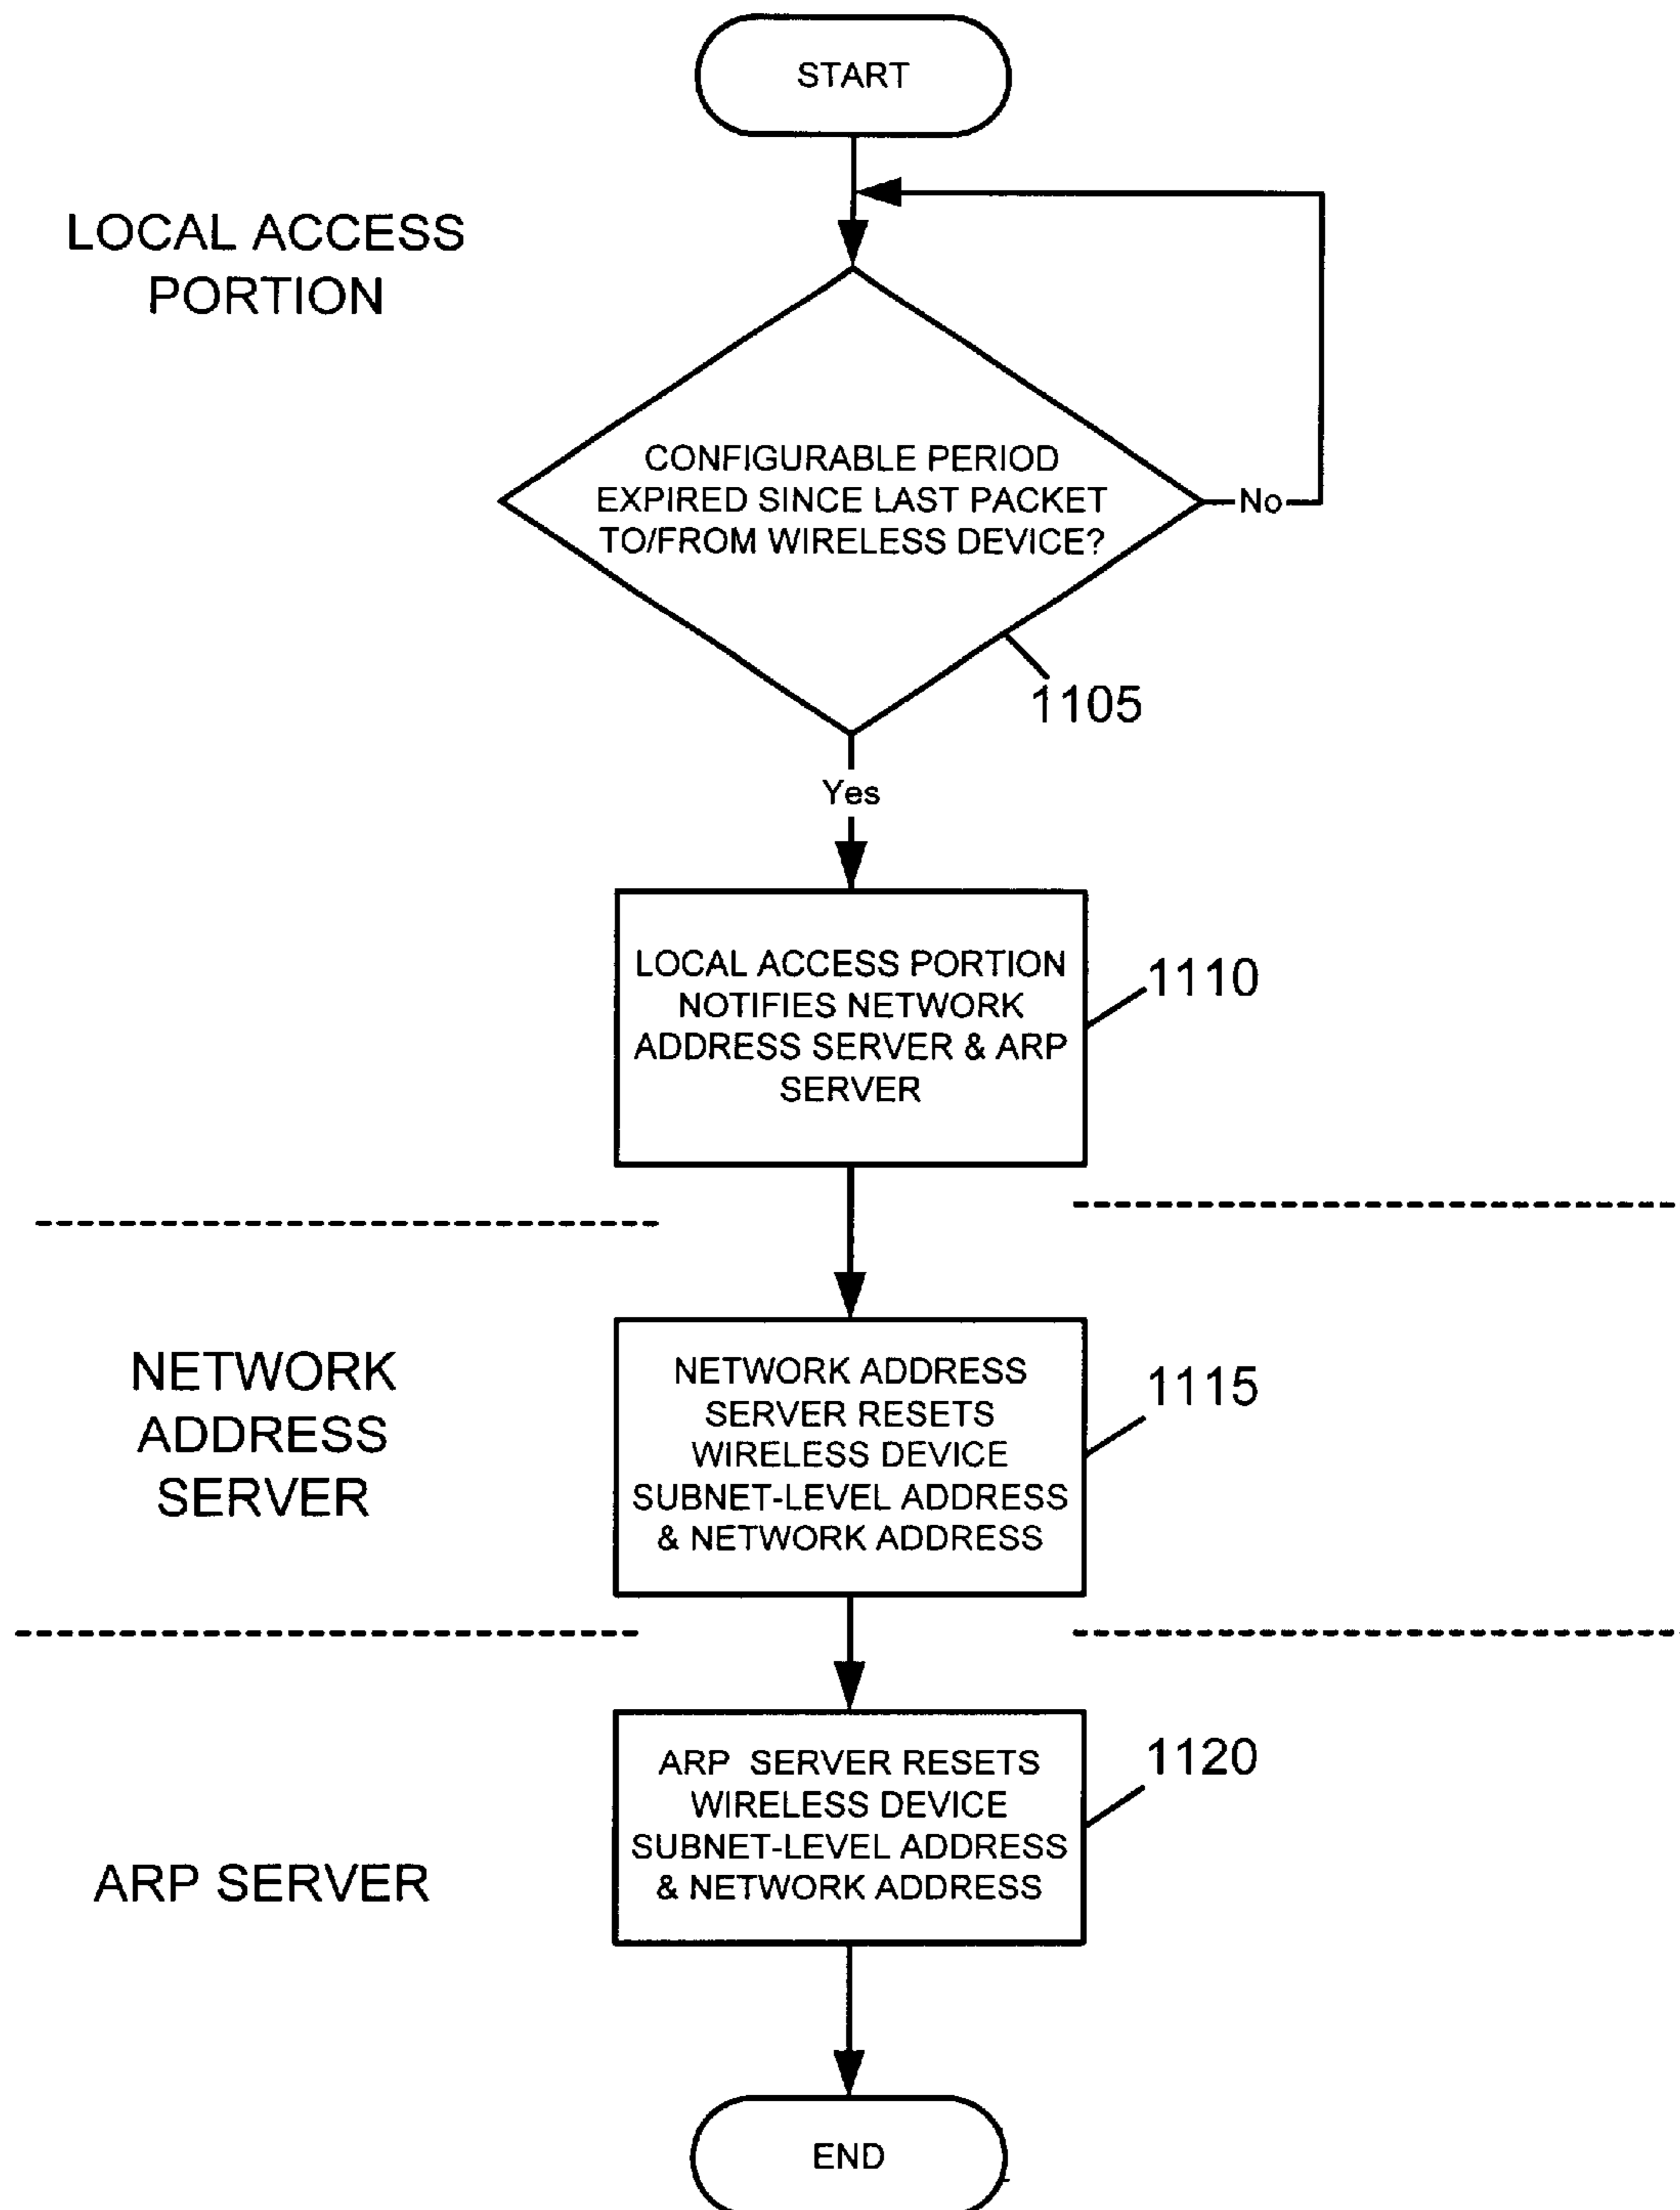 START
LOCAL ACCESS
PORTION
CONFIGURABLE PERIOD
EXPIRED SINCE LAST PACKET
TO/FROM WIRELESS DEVICE?
No
1105
Yes
LOCAL ACCESS PORTION
NOTIFIES NETWORK
ADDRESS SERVER & ARP
SERVER
1110
NETWORK
ADDRESS
SERVER
NETWORK ADDRESS
SERVER RESETS
WIRELESS DEVICE
SUBNET-LEVEL ADDRESS
& NETWORK ADDRESS
1115
ARP SERVER
ARP SERVER RESETS
WIRELESS DEVICE
SUBNET-LEVEL ADDRESS
& NETWORK ADDRESS
1120
END